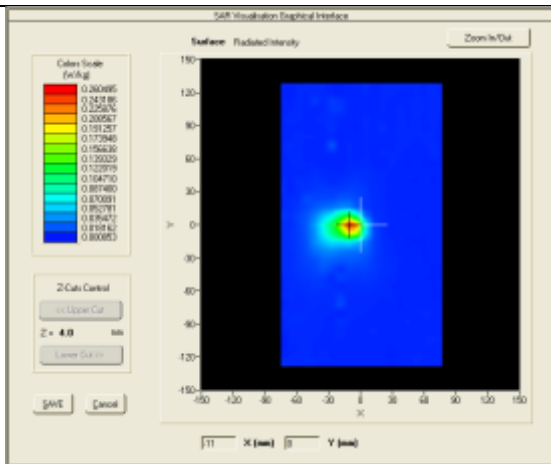 SAR Visualisation Graphical Interface
Surface Radiated Intensity
Zoom In/Out
Colors Scale
(W/kg)
0.260495
0.243186
0.225876
0.208567
0.191257
0.173948
0.156638
0.139329
0.122019
0.104710
0.087400
0.070091
0.052781
0.035472
0.018162
0.000853
150
120
90
60
30
0
-30
-60
-90
-120
-150
Y
-150 -120 -90 -60 -30 0 30 60 90 120 150
X
Z-Cuts Control
<< Upper Cut
Z = 4.0 mm
Lower Cut >>
SAVE Cancel
-11 X (mm) 0 Y (mm)